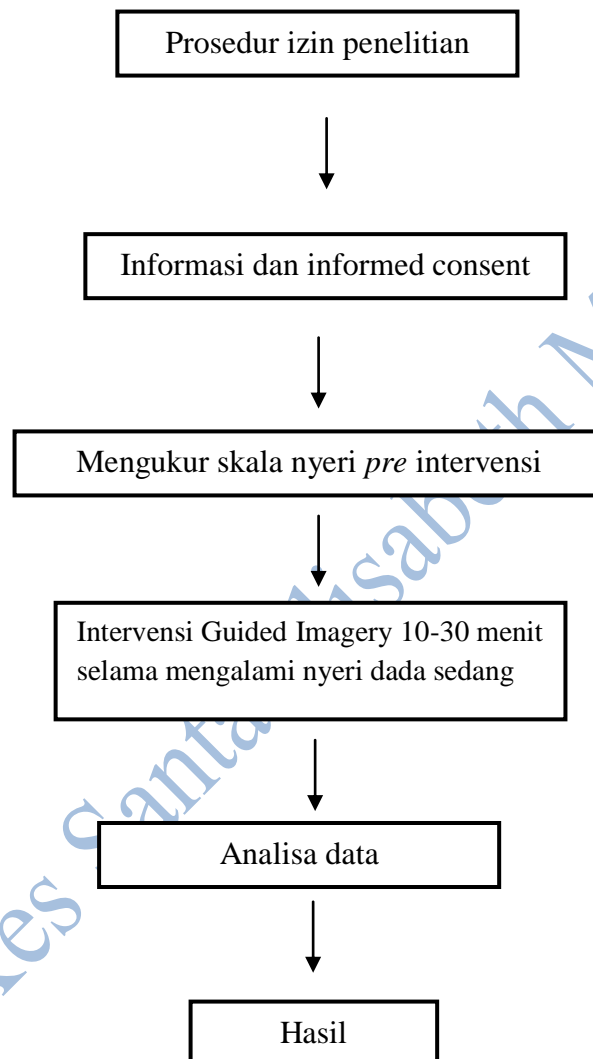 Prosedur izin penelitian
Informasi dan informed consent
Mengukur skala nyeri pre intervensi
Intervensi Guided Imagery 10-30 menit
selama mengalami nyeri dada sedang
Analisa data
Hasil